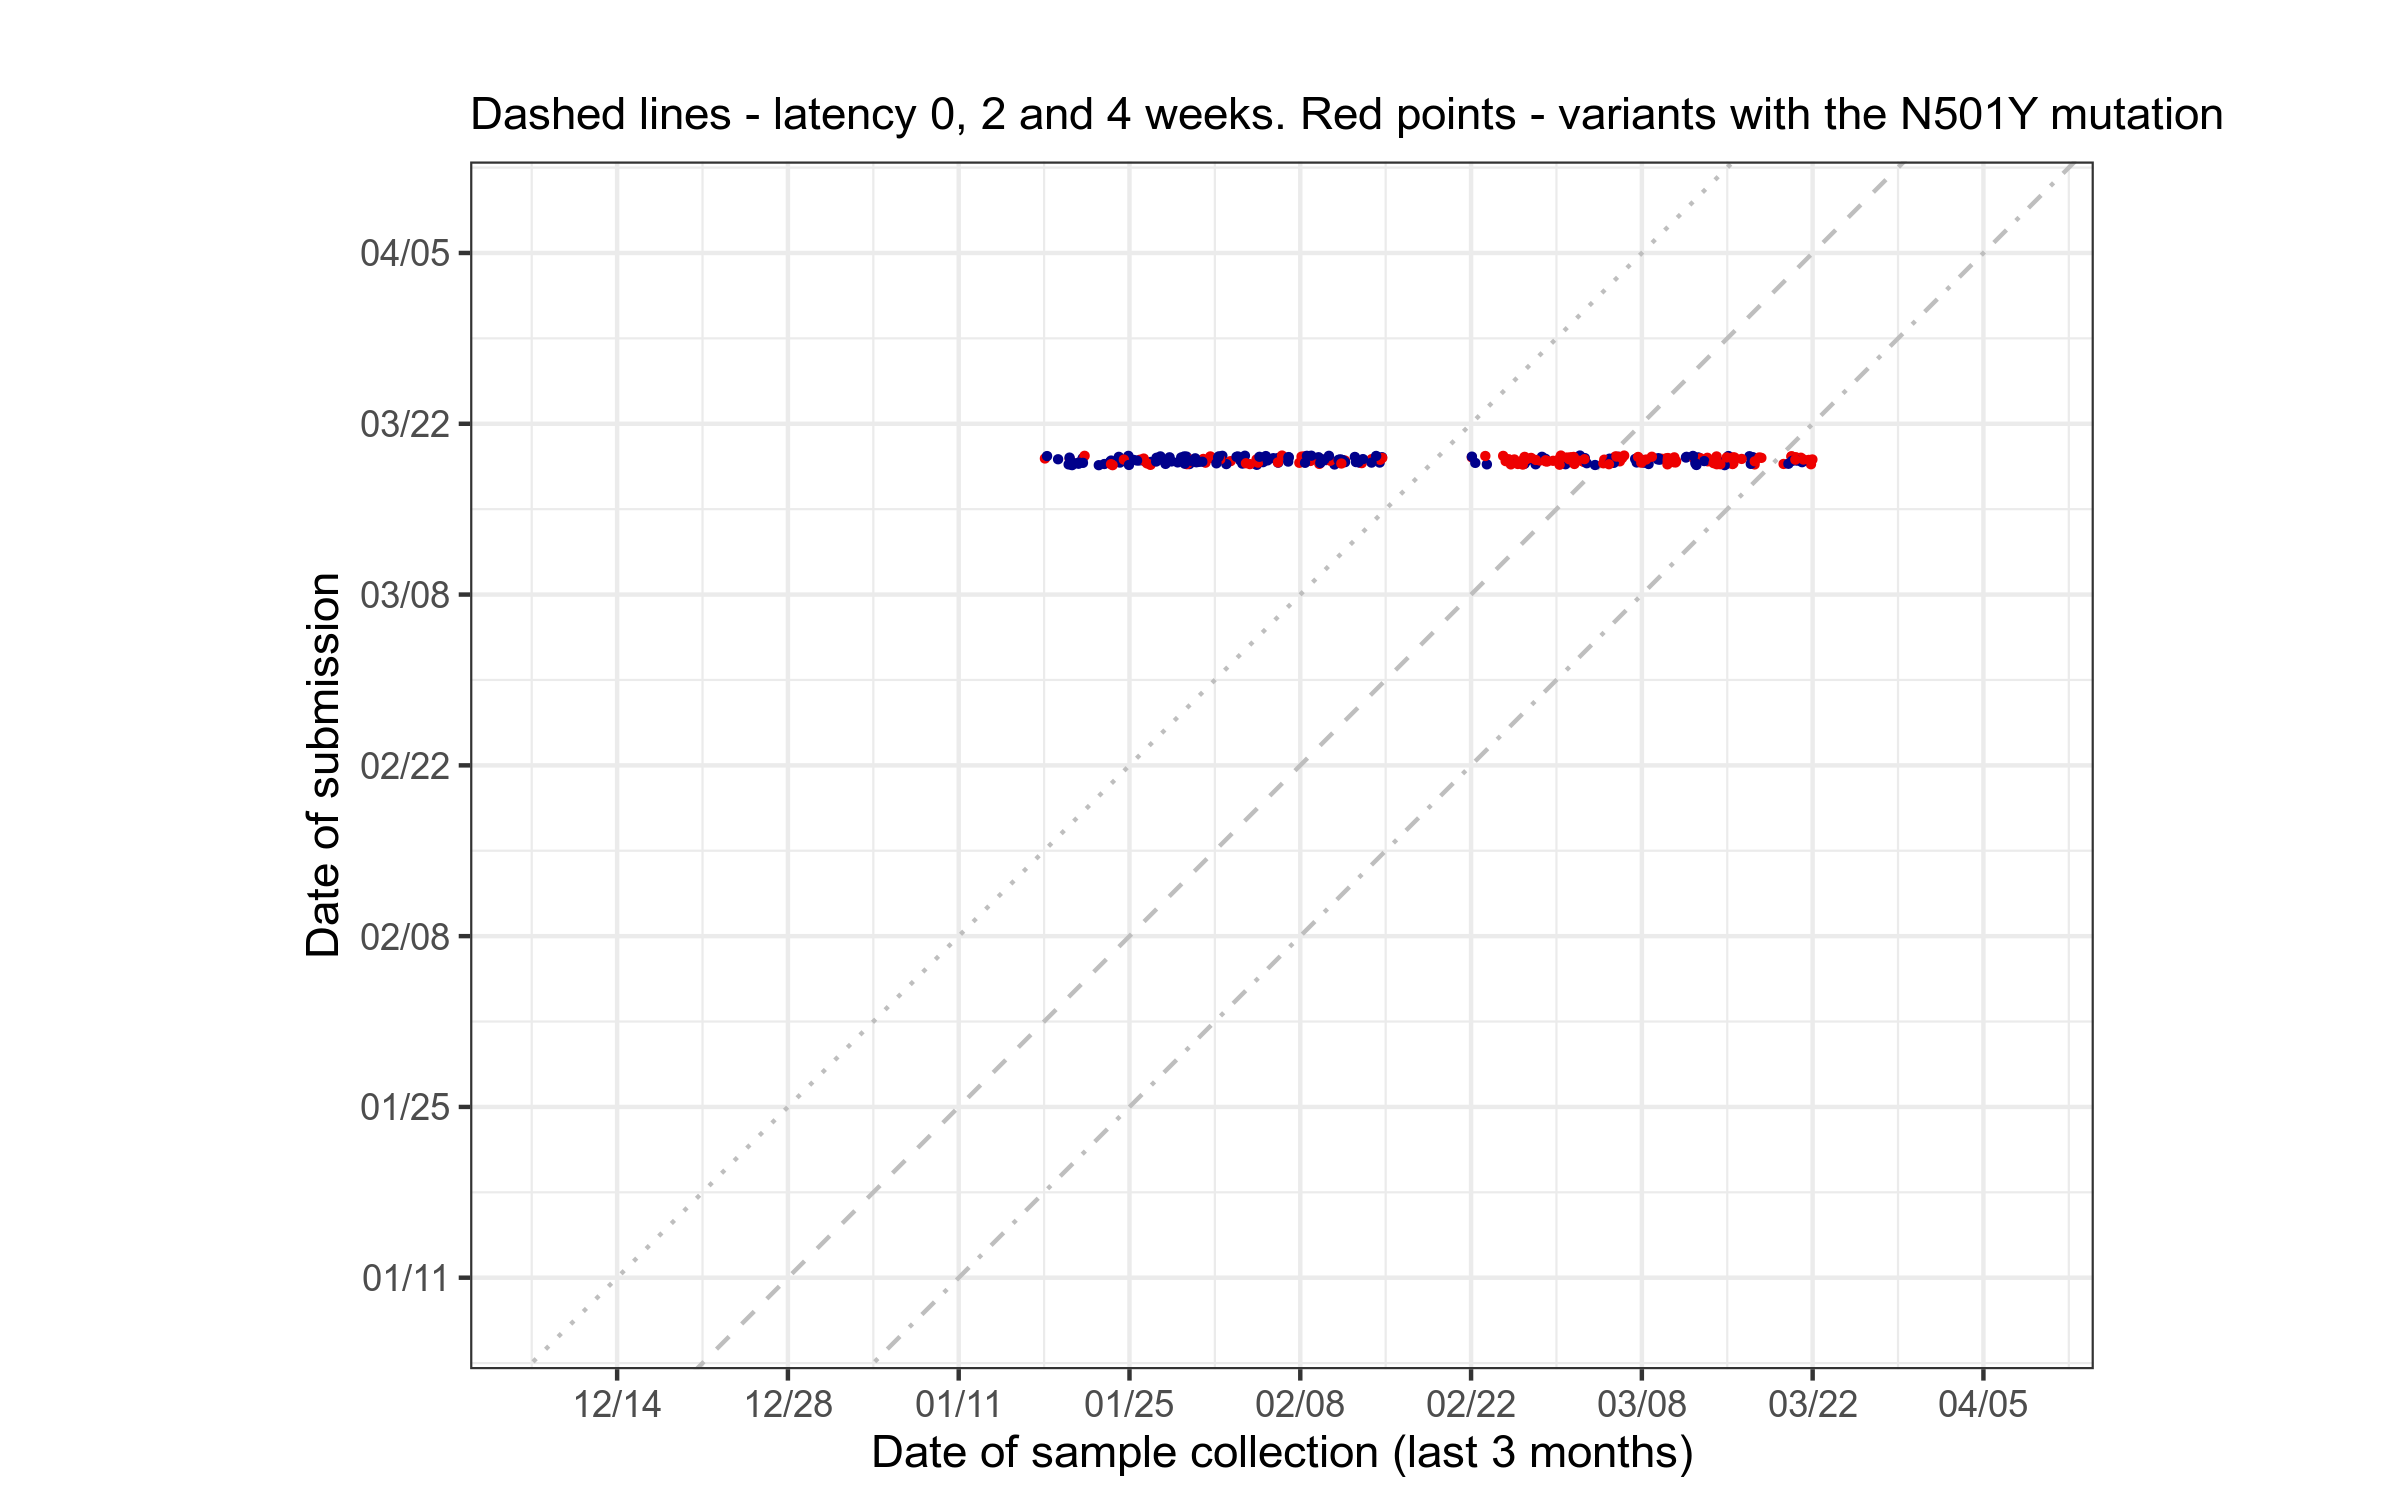 Dashed lines - latency 0, 2 and 4 weeks. Red points - variants with the N501Y mutation
04/05
03/22
03/08
02/22
02/08
01/25
01/11
Date of submission
12/14 12/28 01/11 01/25 02/08 02/22 03/08 03/22 04/05
Date of sample collection (last 3 months)